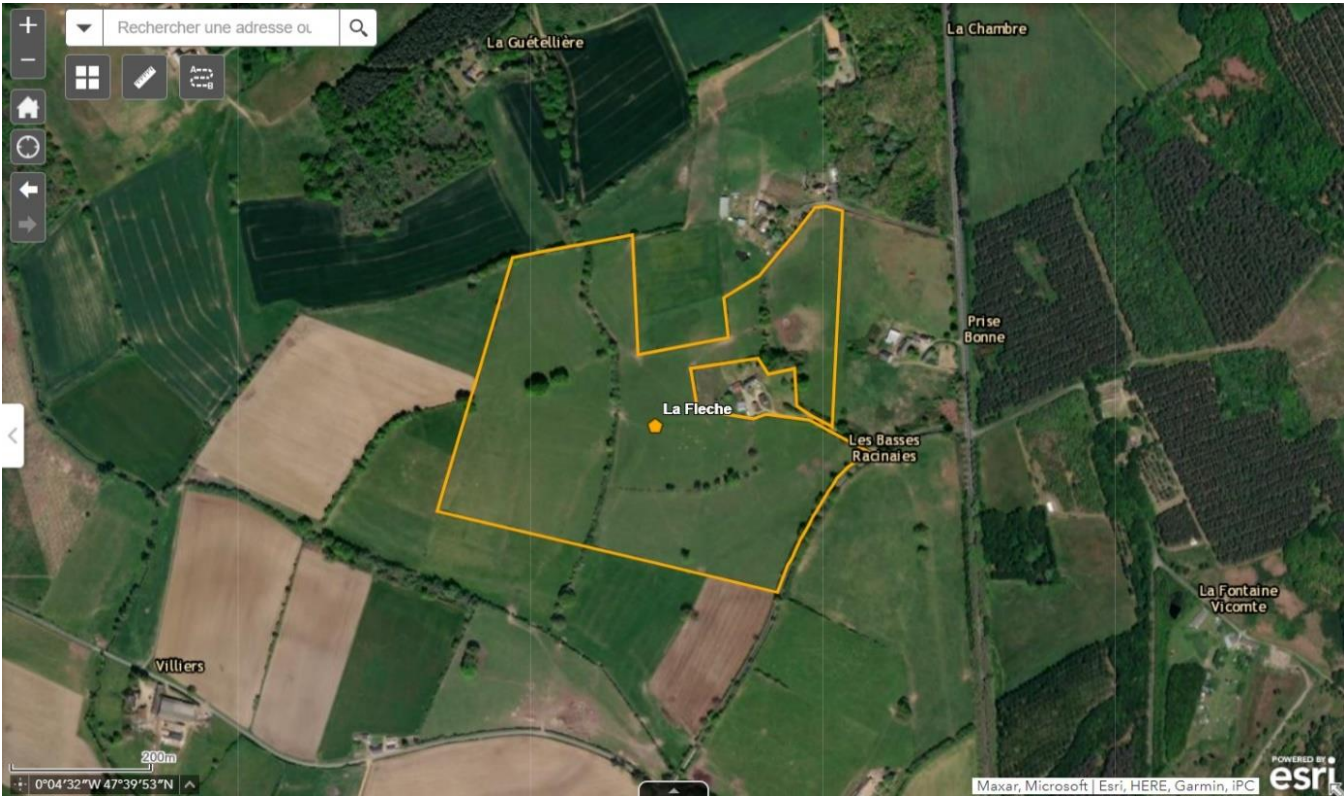 Rechercher une adresse ou
La Guétellière
La Chambre
A
B
Prise
Bonne
La Fleche
Les Basses
Racinaies
La Fontaine
Vicomte
Villiers
200m
0°04'32"W 47°39'53"N
Maxar, Microsoft | Esri, HERE, Garmin, iPC
POWERED BY
esri